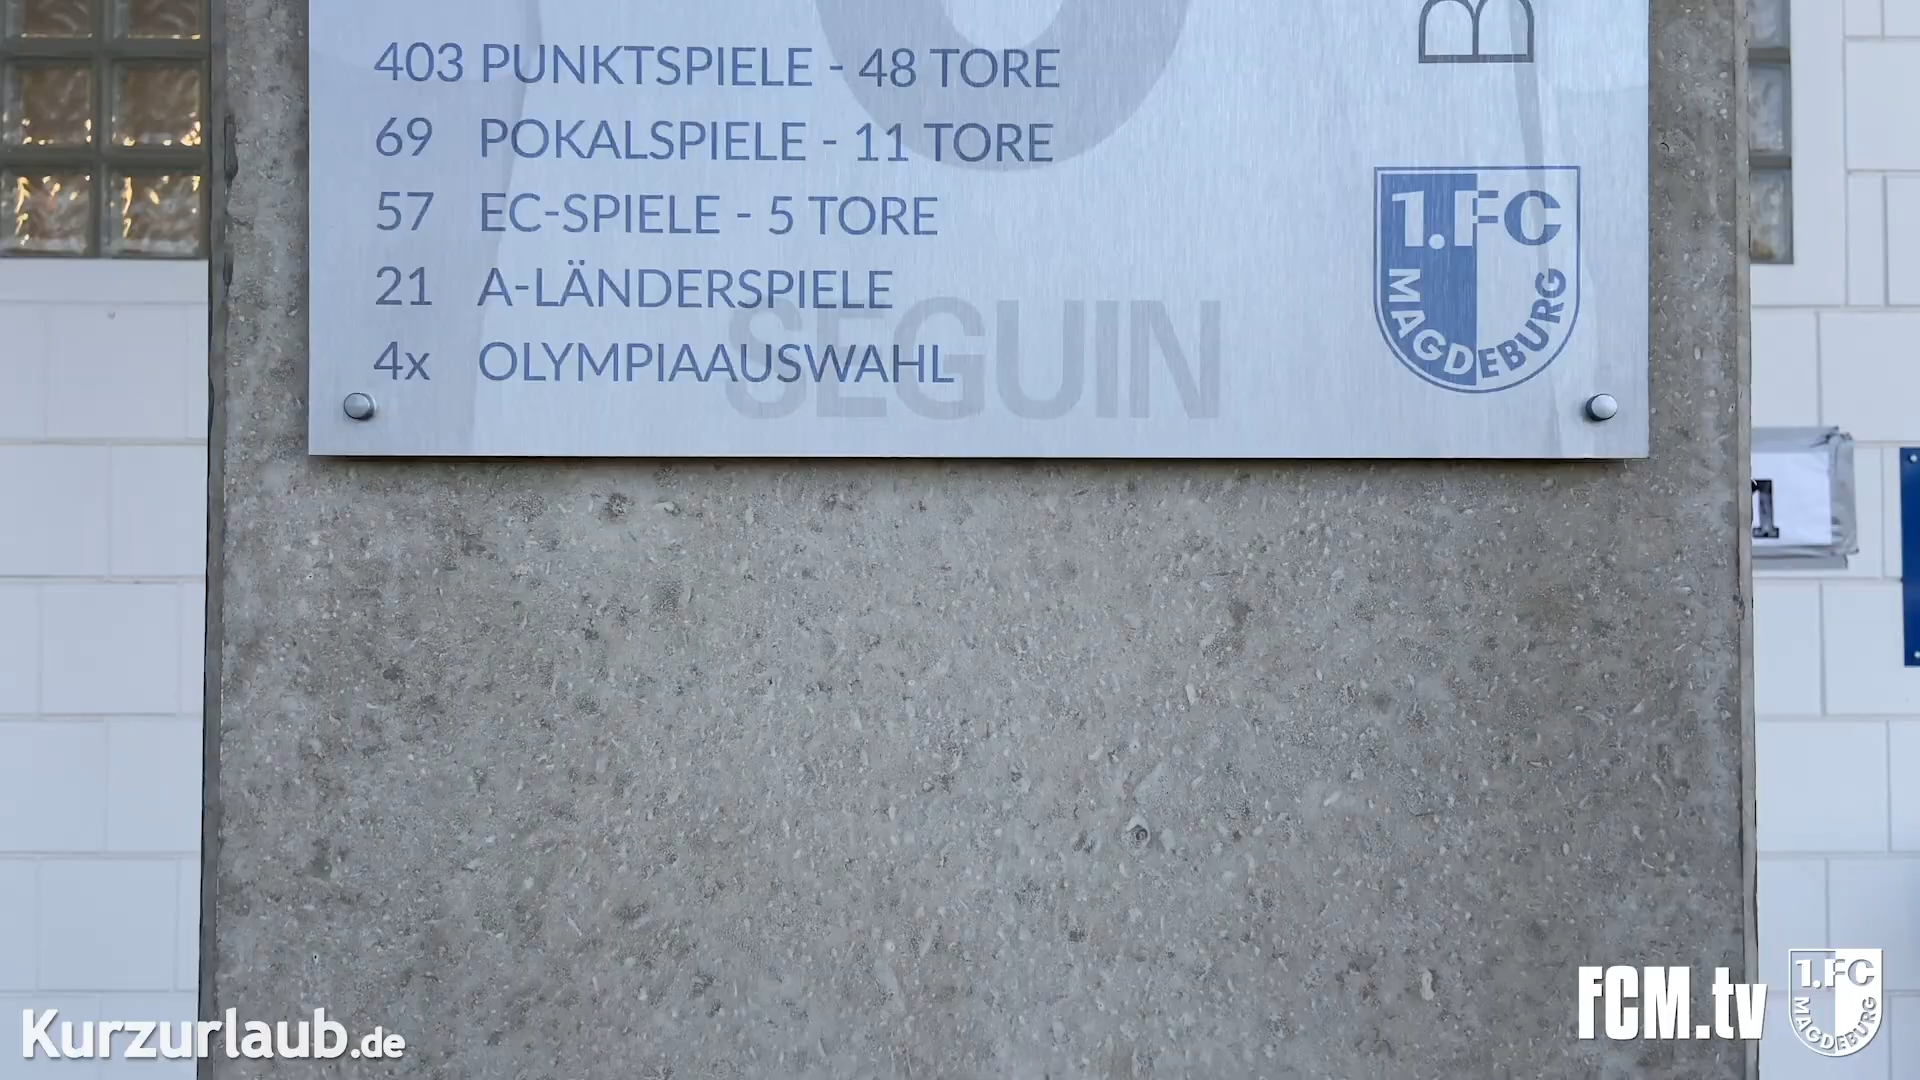 403 PUNKTSPIELE - 48 TORE
69 POKALSPIELE - 11 TORE
57 EC-SPIELE - 5 TORE
21 A-LÄNDERSPIELE
4x OLYMPIAAUSWAHL
SEGUIN
B
1.FC
MAGDEBURG
1
Kurzurlaub.de
FCM.tv
1.FC
MAGDEBURG